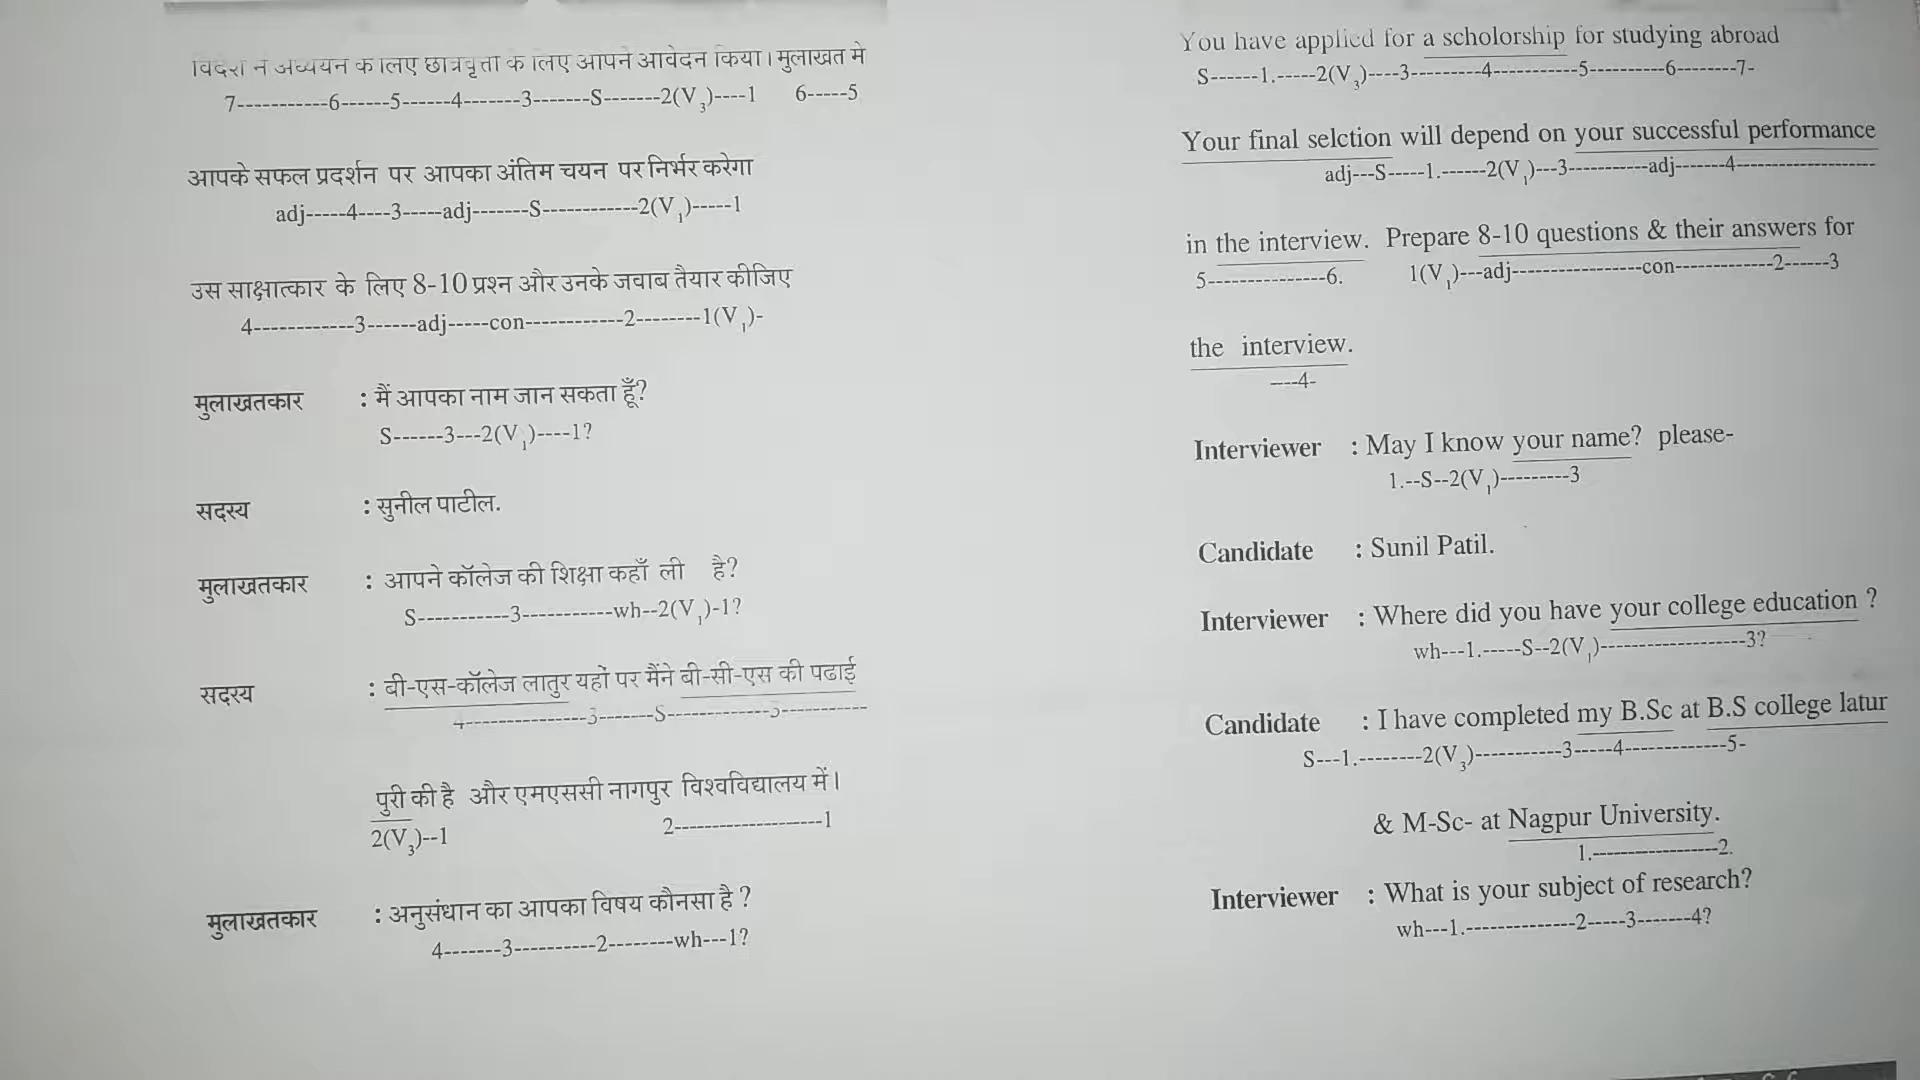 विदेश में अध्ययन के लिए छात्रवृत्ती के लिए आपने आवेदन किया। मुलाखत मे
7-----------6------5------4-------3-------S-------2(V₃)----1 6-----5
आपके सफल प्रदर्शन पर आपका अंतिम चयन पर निर्भर करेगा
adj-----4----3-----adj-------S------------2(V₁)-----1
उस साक्षात्कार के लिए 8-10 प्रश्न और उनके जवाब तैयार कीजिए
4------------3------adj-----con------------2--------1(V₁)-
मुलाखतकार : मैं आपका नाम जान सकता हूँ?
S------3---2(V₁)----1?
सदस्य : सुनील पाटील.
मुलाखतकार : आपने कॉलेज की शिक्षा कहाँ ली है?
S-----------3-----------wh--2(V₁)-1?
सदस्य : बी-एस-कॉलेज लातुर यहाँ पर मैंने बी-सी-एस की पढाई
4---------------3-------S--------------3-----------
पुरी की है और एमएससी नागपुर विश्वविद्यालय में।
2(V₃)--1 2-------------------1
मुलाखतकार : अनुसंधान का आपका विषय कौनसा है ?
4-------3----------2--------wh---1?
You have applied for a scholorship for studying abroad
S------1.-----2(V₃)----3---------4-----------5----------6--------7-
Your final selction will depend on your successful performance
adj---S-----1.------2(V₁)---3-----------adj-------4------------------
in the interview. Prepare 8-10 questions & their answers for
5---------------6. 1(V₁)---adj-----------------con-------------2------3
the interview.
----4-
Interviewer : May I know your name? please-
1.--S--2(V₁)---------3
Candidate : Sunil Patil.
Interviewer : Where did you have your college education ?
wh---1.-----S--2(V₁)-------------------3?
Candidate : I have completed my B.Sc at B.S college latur
S---1.--------2(V₃)-----------3-----4-------------5-
& M-Sc- at Nagpur University.
1.------------------2.
Interviewer : What is your subject of research?
wh---1.--------------2-----3-------4?